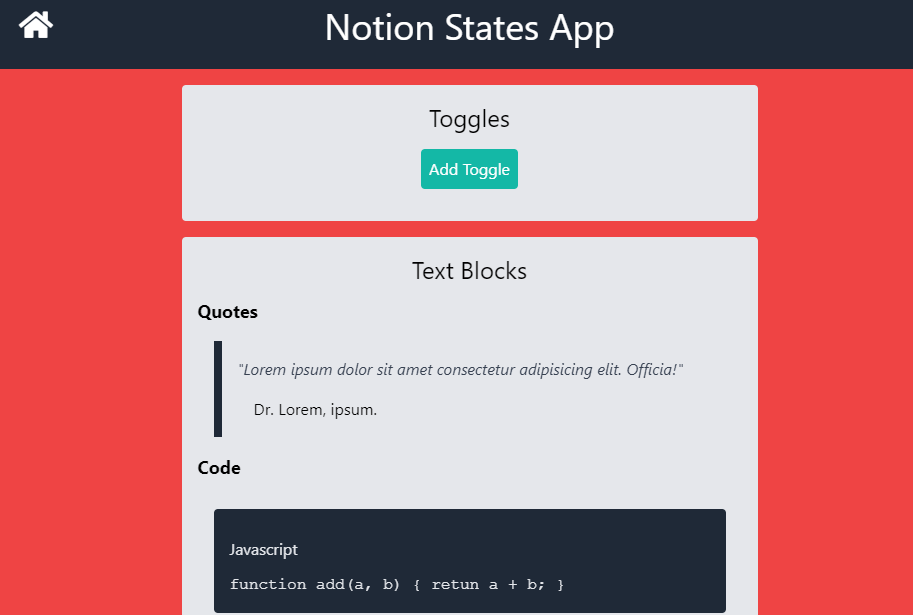 Notion States App
Toggles
Add Toggle
Text Blocks
Quotes
"Lorem ipsum dolor sit amet consectetur adipisicing elit. Officia!"
Dr. Lorem, ipsum.
Code
Javascript
function add(a, b) { retun a + b; }